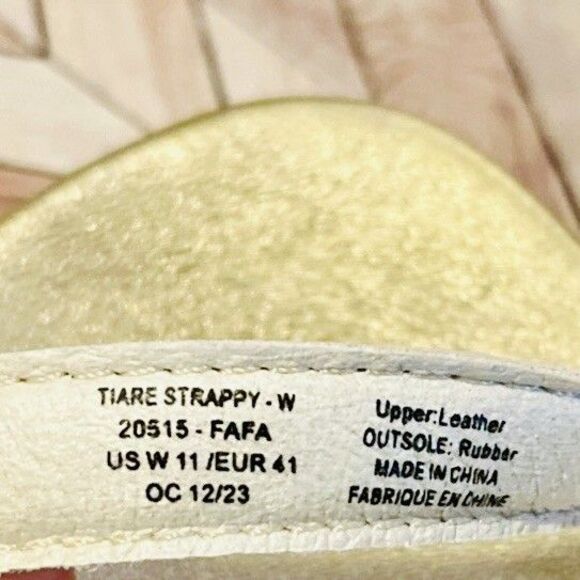 TIARE STRAPPY - W
20515 - FAFA
US W 11 /EUR 41
OC 12/23
Upper:Leather
OUTSOLE: Rubber
MADE IN CHINA
FABRIQUE EN CHINE